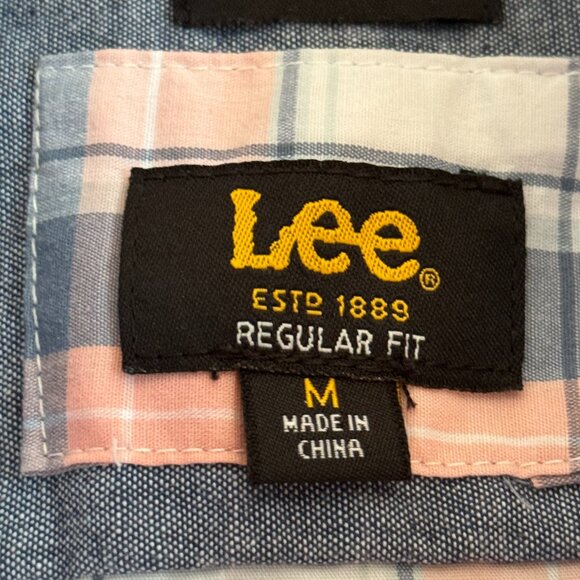 Lee®
ESTD 1889
REGULAR FIT
M
MADE IN
CHINA